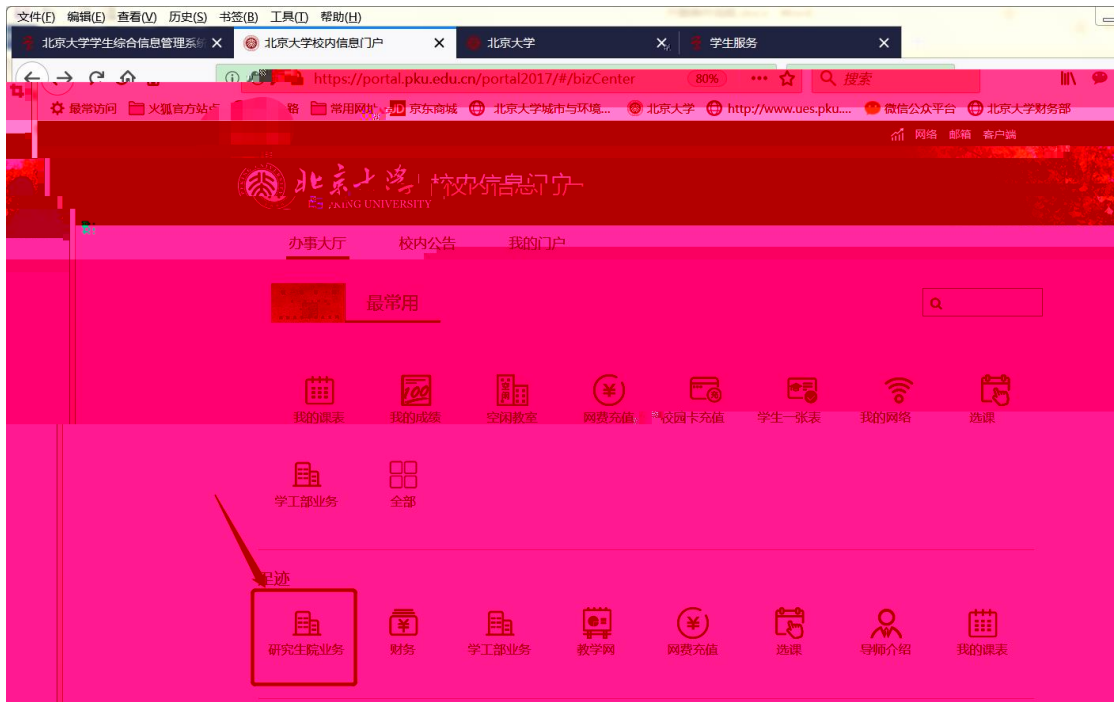 文件(F) 编辑(E) 查看(V) 历史(S) 书签(B) 工具(T) 帮助(H)
北京大学学生综合信息管理系统 北京大学校内信息门户 北京大学 学生服务
https://portal.pku.edu.cn/portal2017/#/bizCenter 80% 搜索
最常访问 火狐官方站点 常用网址 JD 京东商城 北京大学城市与环境... 北京大学 http://www.ues.pku.... 微信公众平台 北京大学财务部
网络 邮箱 客户端
北京大学 校内信息门户
UNIVERSITY
办事大厅 校内公告 我的门户
最常用
我的课表 我的成绩 空闲教室 网费充值 校园卡充值 学生一张表 我的网络 选课
学工部业务 全部
足迹
研究生院业务 财务 学工部业务 教学网 网费充值 选课 导师介绍 我的课表